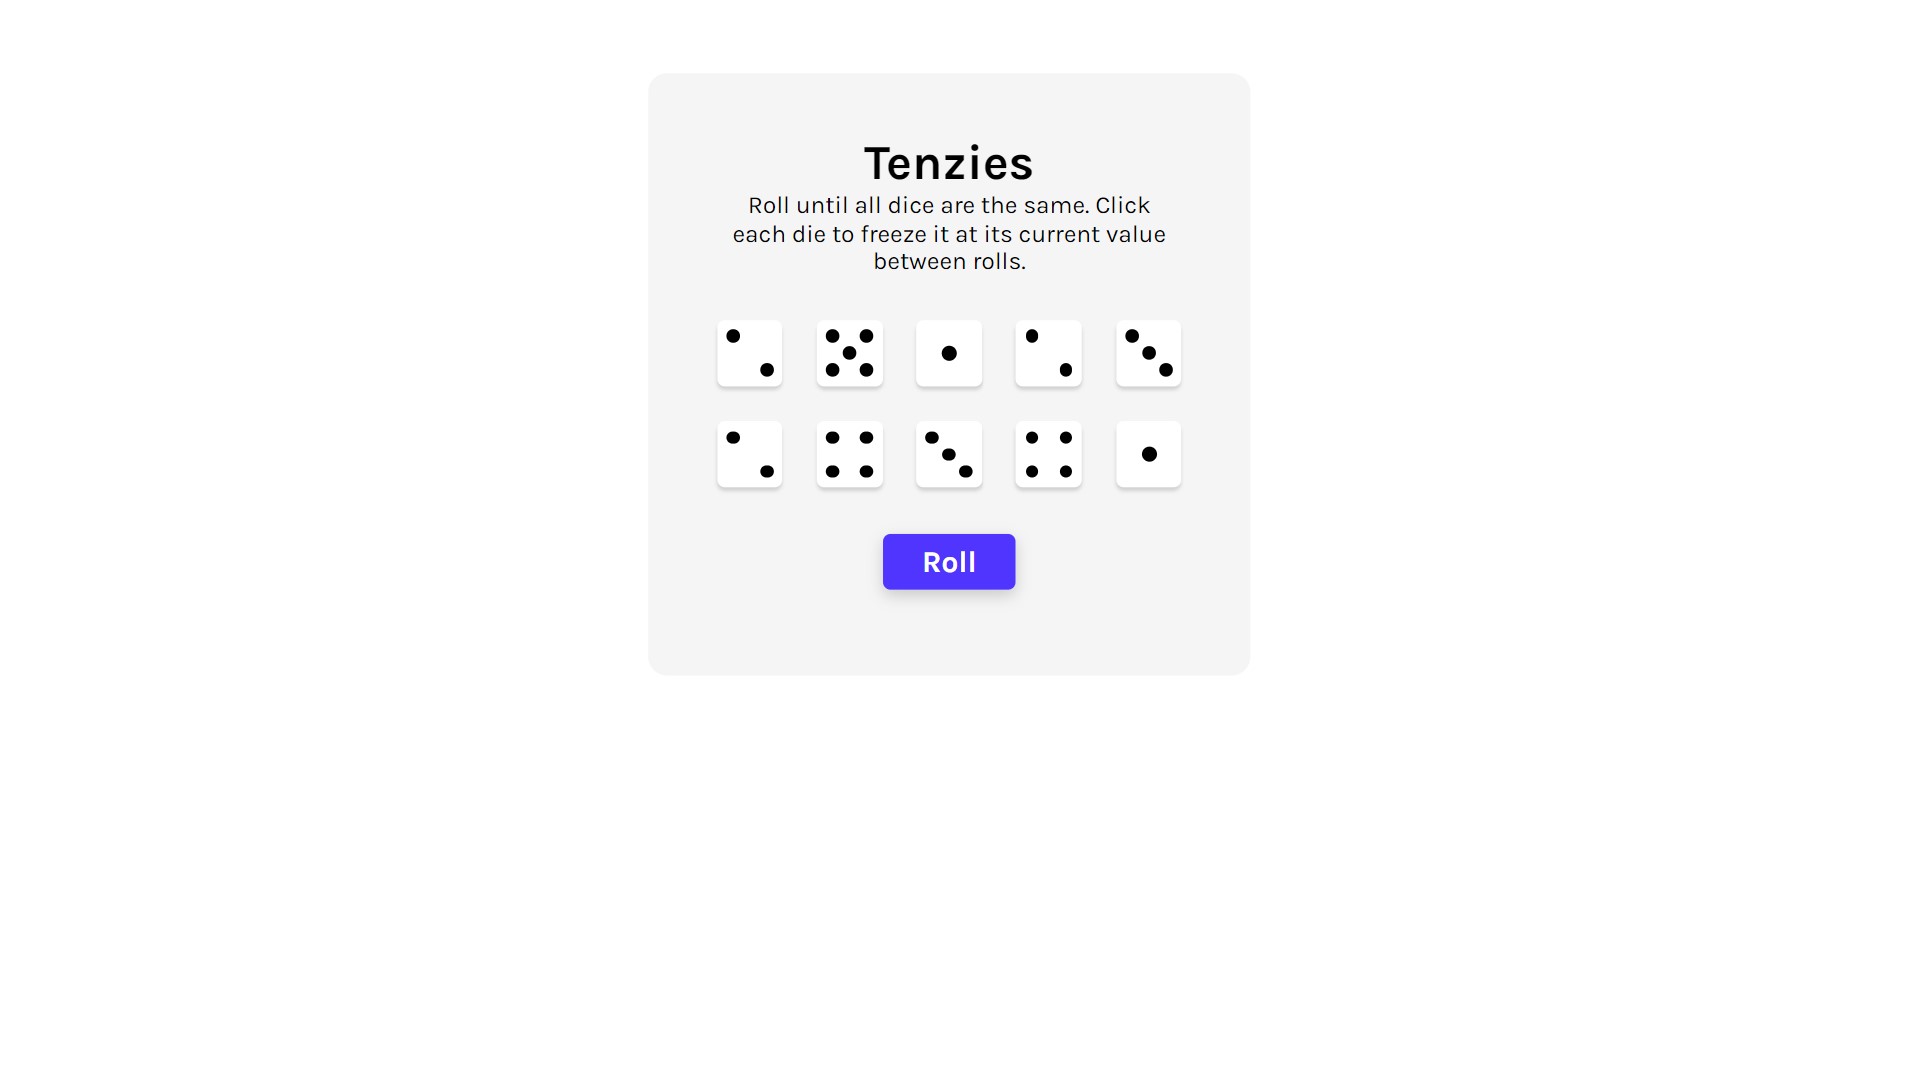 Tenzies
Roll until all dice are the same. Click
each die to freeze it at its current value
between rolls.
Roll